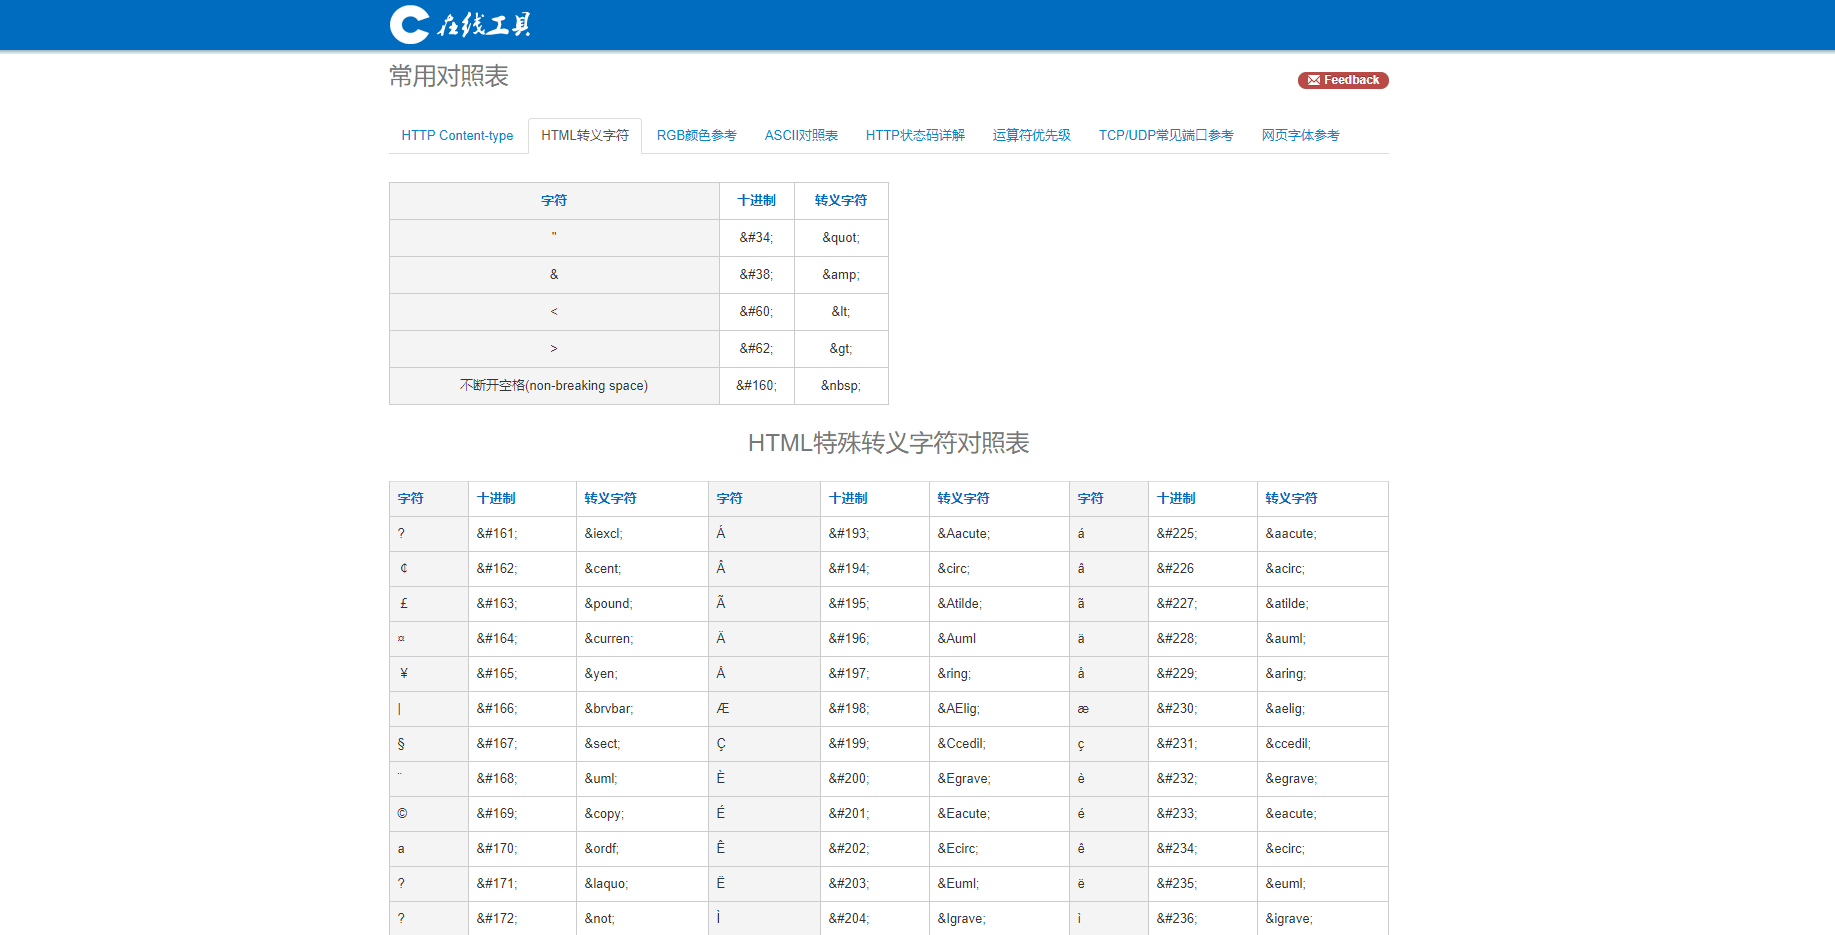 在线工具
常用对照表
Feedback
HTTP Content-type HTML转义字符 RGB颜色参考 ASCII对照表 HTTP状态码详解 运算符优先级 TCP/UDP常见端口参考 网页字体参考
字符 十进制 转义字符
" &#34; &quot;
& &#38; &amp;
< &#60; &lt;
> &#62; &gt;
不断开空格(non-breaking space) &#160; &nbsp;
HTML特殊转义字符对照表
字符 十进制 转义字符 字符 十进制 转义字符 字符 十进制 转义字符
? &#161; &iexcl; Á &#193; &Aacute; á &#225; &aacute;
¢ &#162; &cent; Â &#194; &circ; â &#226 &acirc;
£ &#163; &pound; Ã &#195; &Atilde; ã &#227; &atilde;
¤ &#164; &curren; Ä &#196; &Auml ä &#228; &auml;
¥ &#165; &yen; Å &#197; &ring; å &#229; &aring;
| &#166; &brvbar; Æ &#198; &AElig; æ &#230; &aelig;
§ &#167; &sect; Ç &#199; &Ccedil; ç &#231; &ccedil;
¨ &#168; &uml; È &#200; &Egrave; è &#232; &egrave;
© &#169; &copy; É &#201; &Eacute; é &#233; &eacute;
a &#170; &ordf; Ê &#202; &Ecirc; ê &#234; &ecirc;
? &#171; &laquo; Ë &#203; &Euml; ë &#235; &euml;
? &#172; &not; Ì &#204; &Igrave; ì &#236; &igrave;